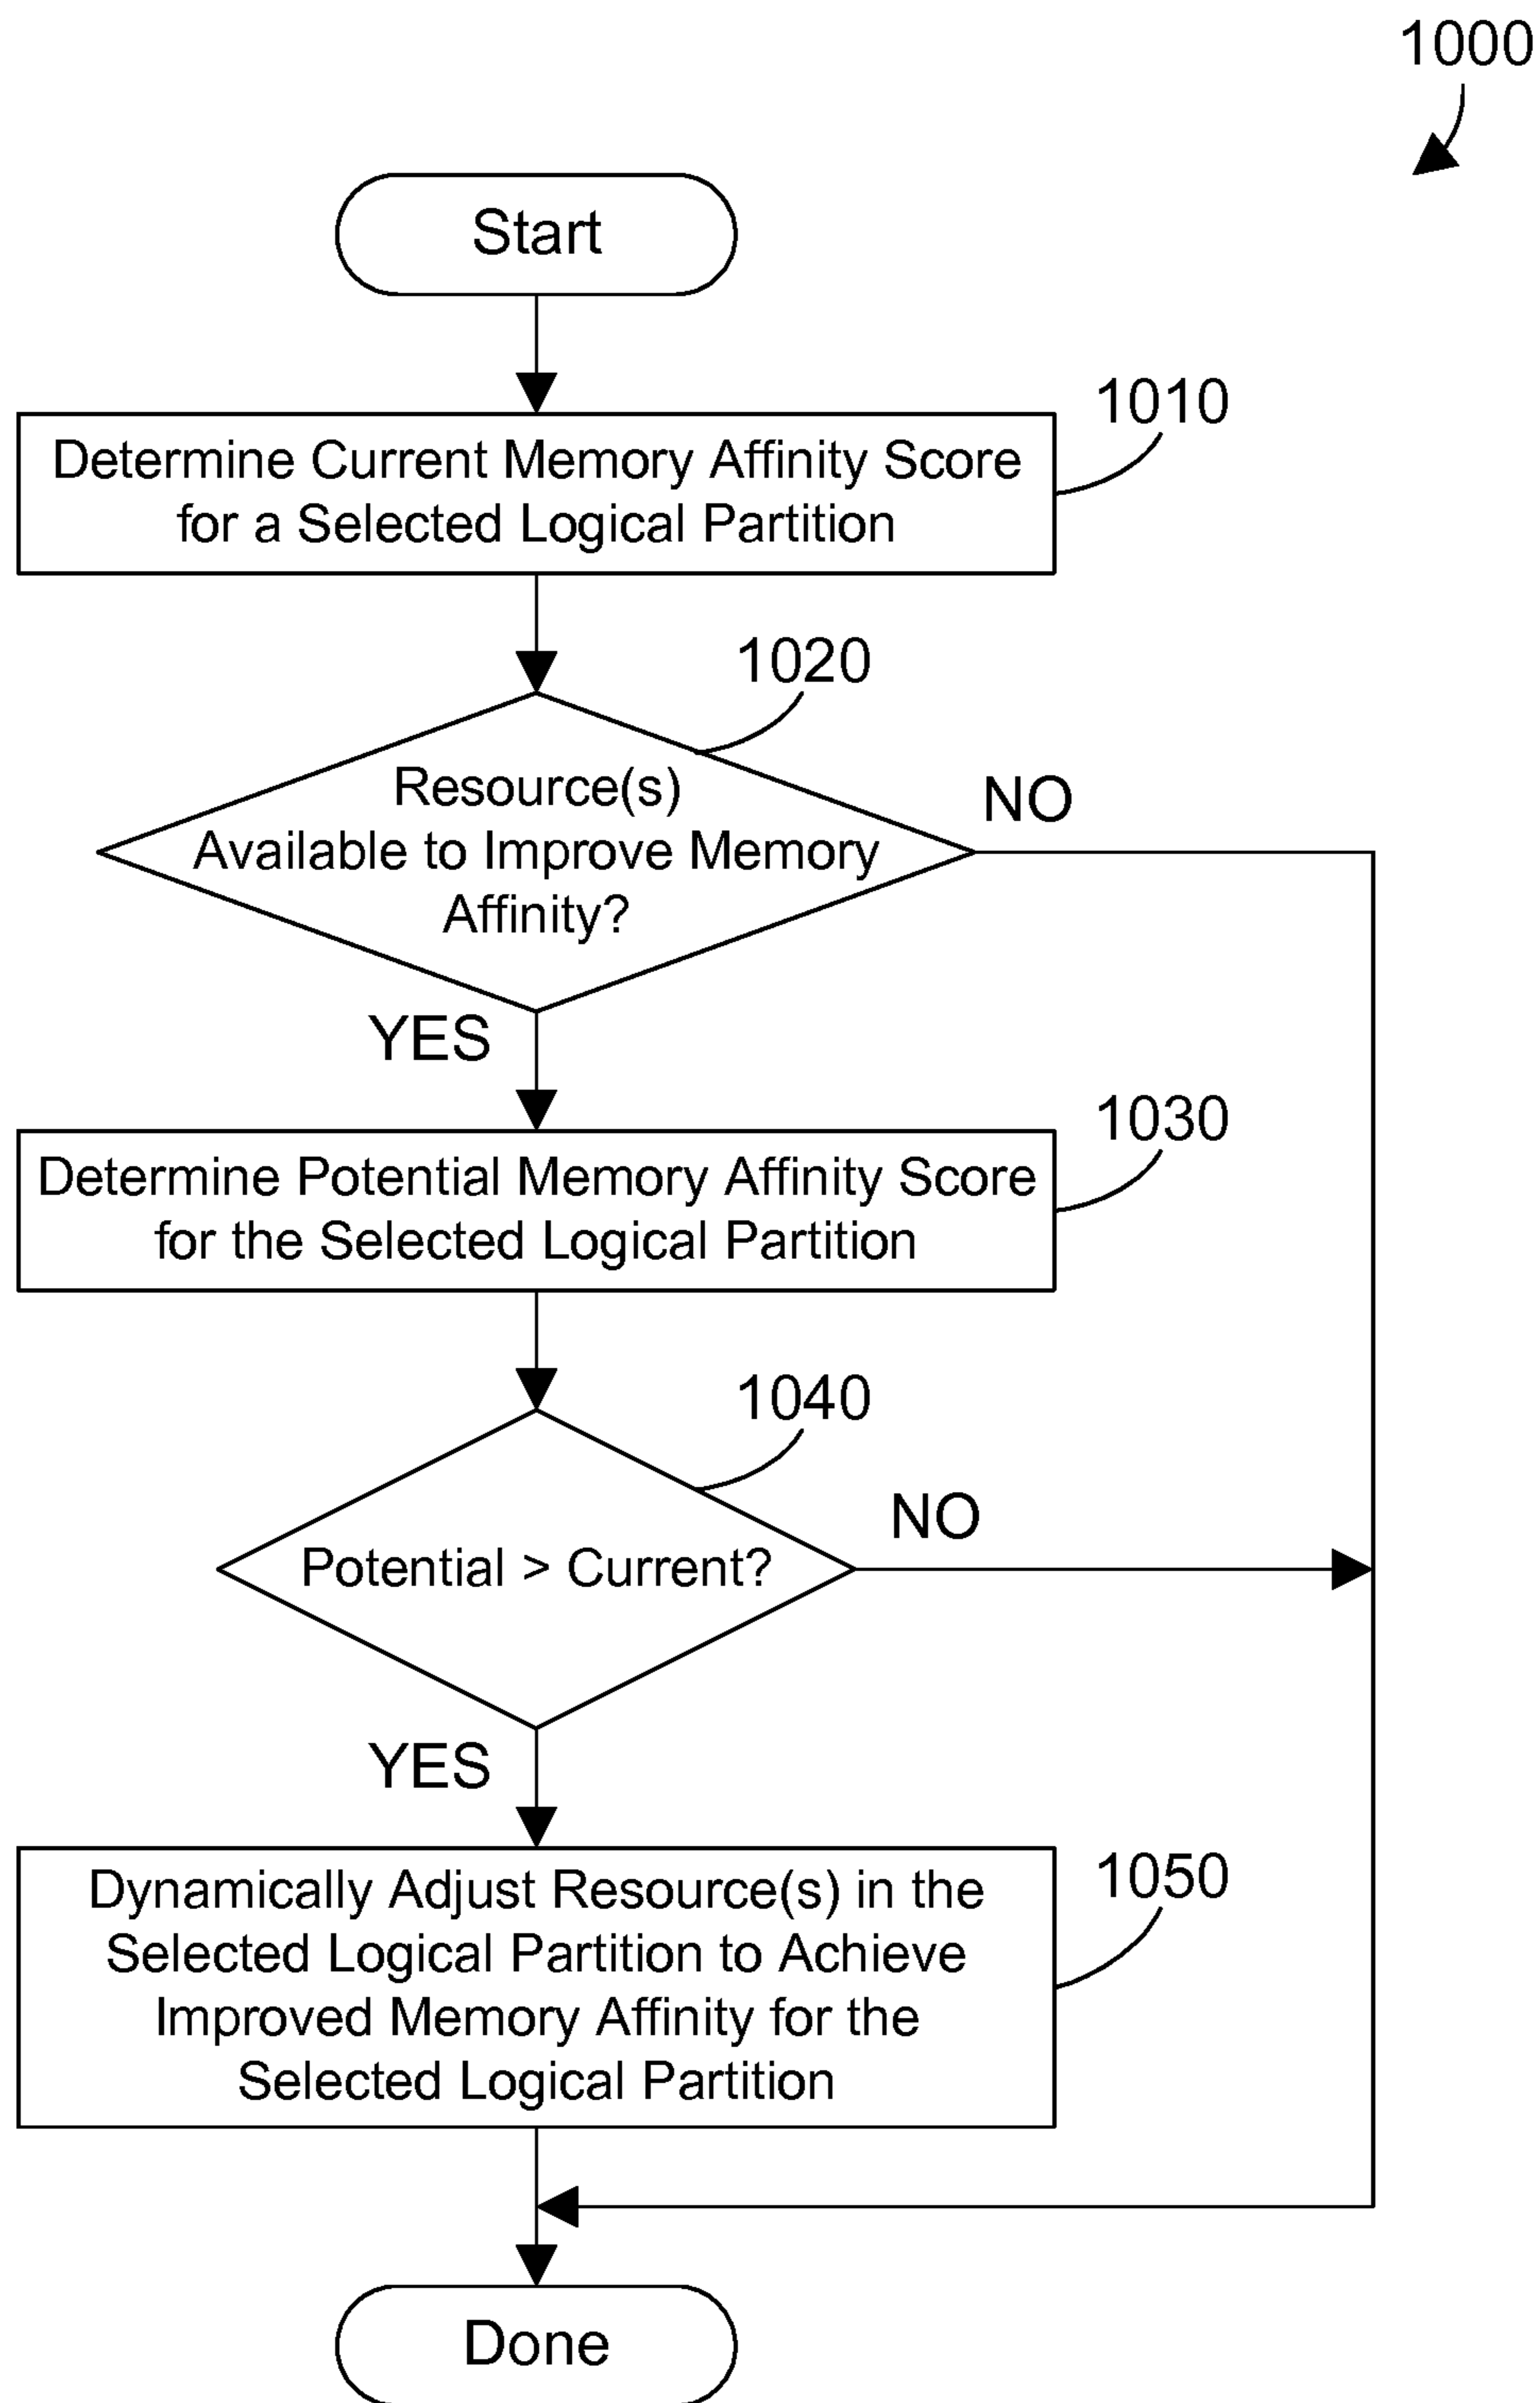 1000
Start
1010
Determine Current Memory Affinity Score
for a Selected Logical Partition
1020
Resource(s)
Available to Improve Memory
Affinity?
NO
YES
1030
Determine Potential Memory Affinity Score
for the Selected Logical Partition
1040
Potential > Current?
NO
YES
1050
Dynamically Adjust Resource(s) in the
Selected Logical Partition to Achieve
Improved Memory Affinity for the
Selected Logical Partition
Done